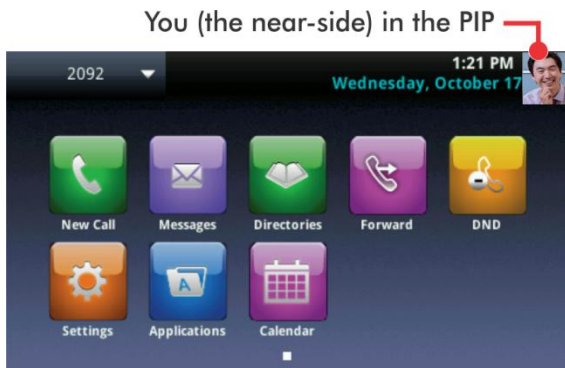 You (the near-side) in the PIP
2092
1:21 PM
Wednesday, October 17
New Call
Messages
Directories
Forward
DND
Settings
A
Applications
Calendar